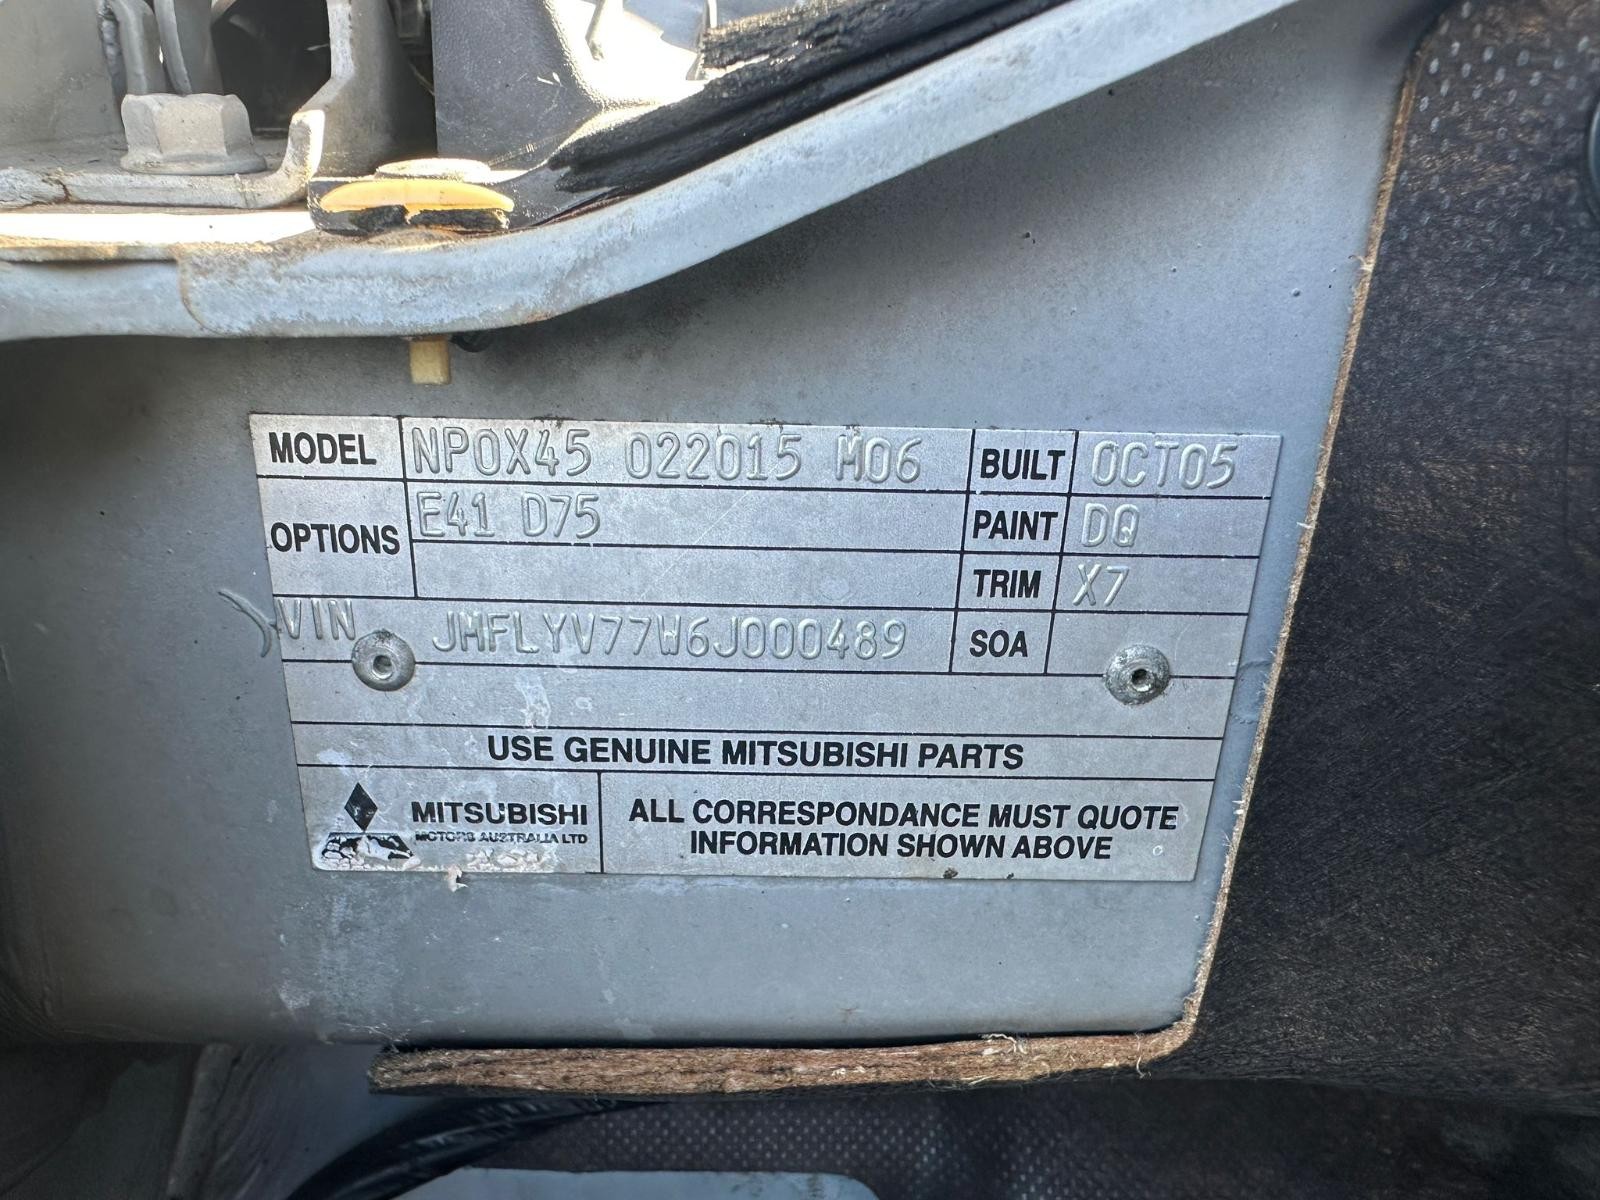 MODEL NP0X45 022015 M06 BUILT OCT05
OPTIONS E41 D75 PAINT DQ
TRIM X7
VIN JMFLYV77W6J000489 SOA
USE GENUINE MITSUBISHI PARTS
MITSUBISHI
MOTORS AUSTRALIA LTD
ALL CORRESPONDANCE MUST QUOTE
INFORMATION SHOWN ABOVE